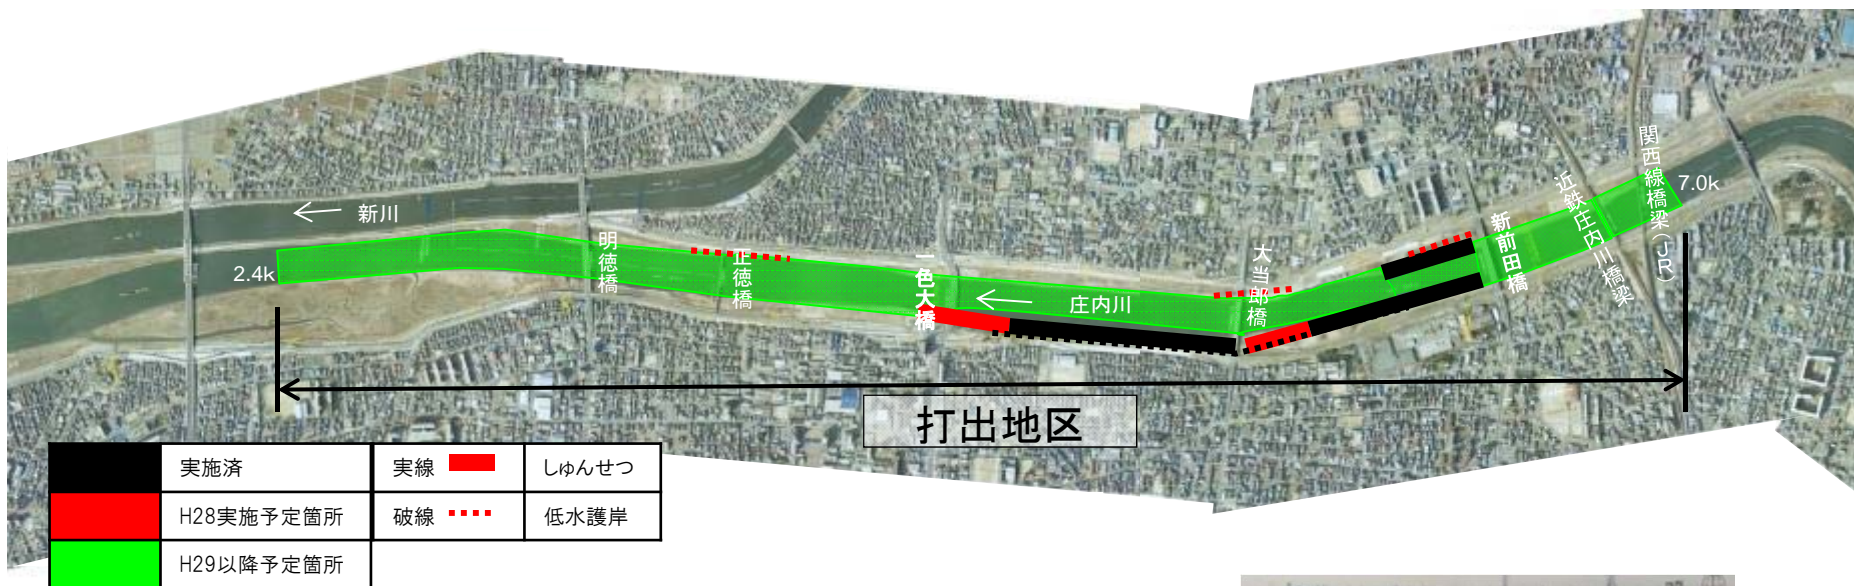 関西線橋梁(JR)
7.0k
近鉄庄内川橋梁
新前田橋
新川
2.4k
明徳橋
正徳橋
一色大橋
大当郎橋
庄内川
打出地区
実施済
実線
しゅんせつ
H28実施予定箇所
破線
低水護岸
H29以降予定箇所